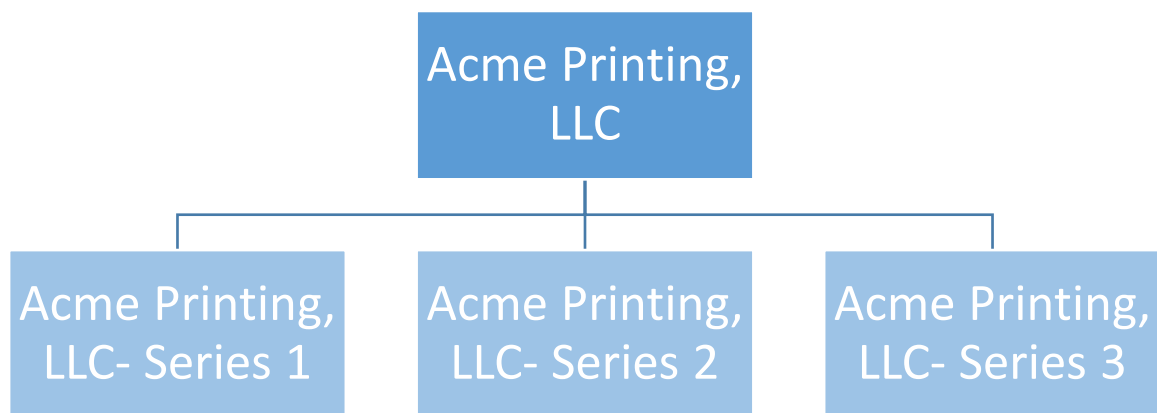 Acme Printing,
LLC
Acme Printing,
LLC- Series 1
Acme Printing,
LLC- Series 2
Acme Printing,
LLC- Series 3